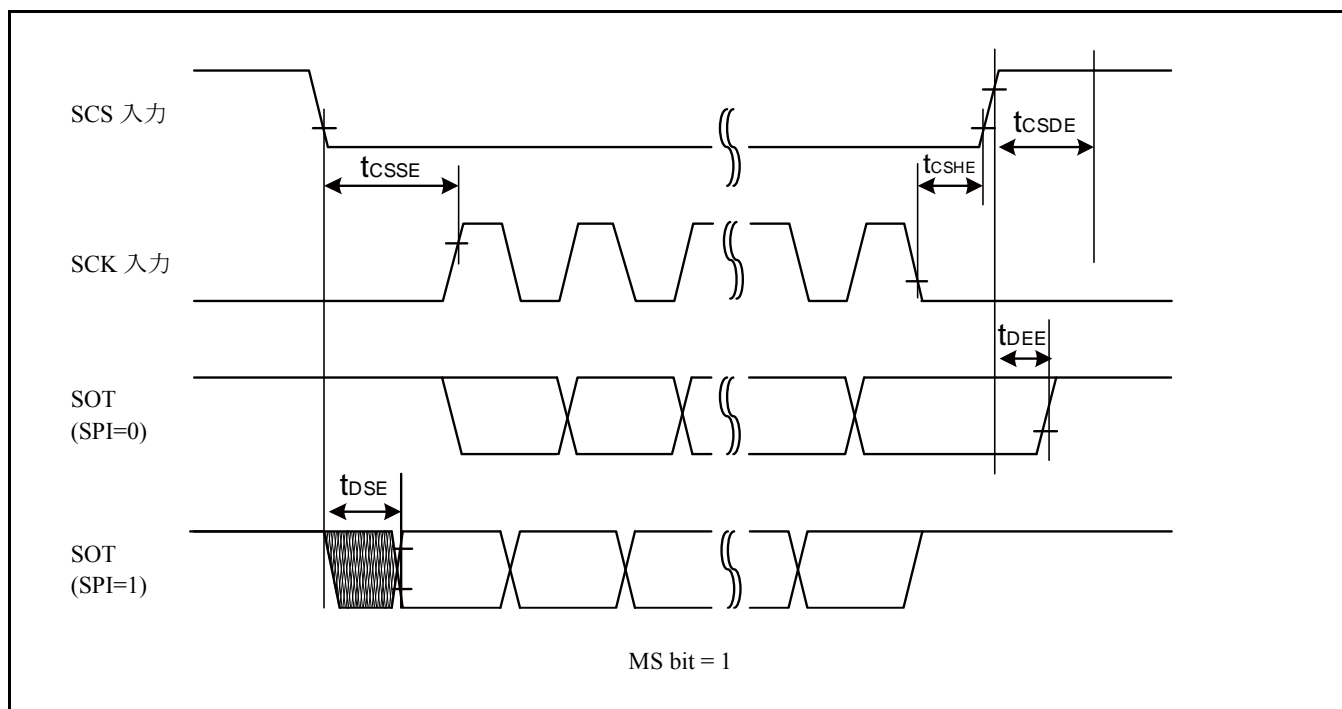 SCS 入力
tCSDE
tCSSE
tCSHE
SCK 入力
tDEE
SOT
(SPI=0)
tDSE
SOT
(SPI=1)
MS bit = 1